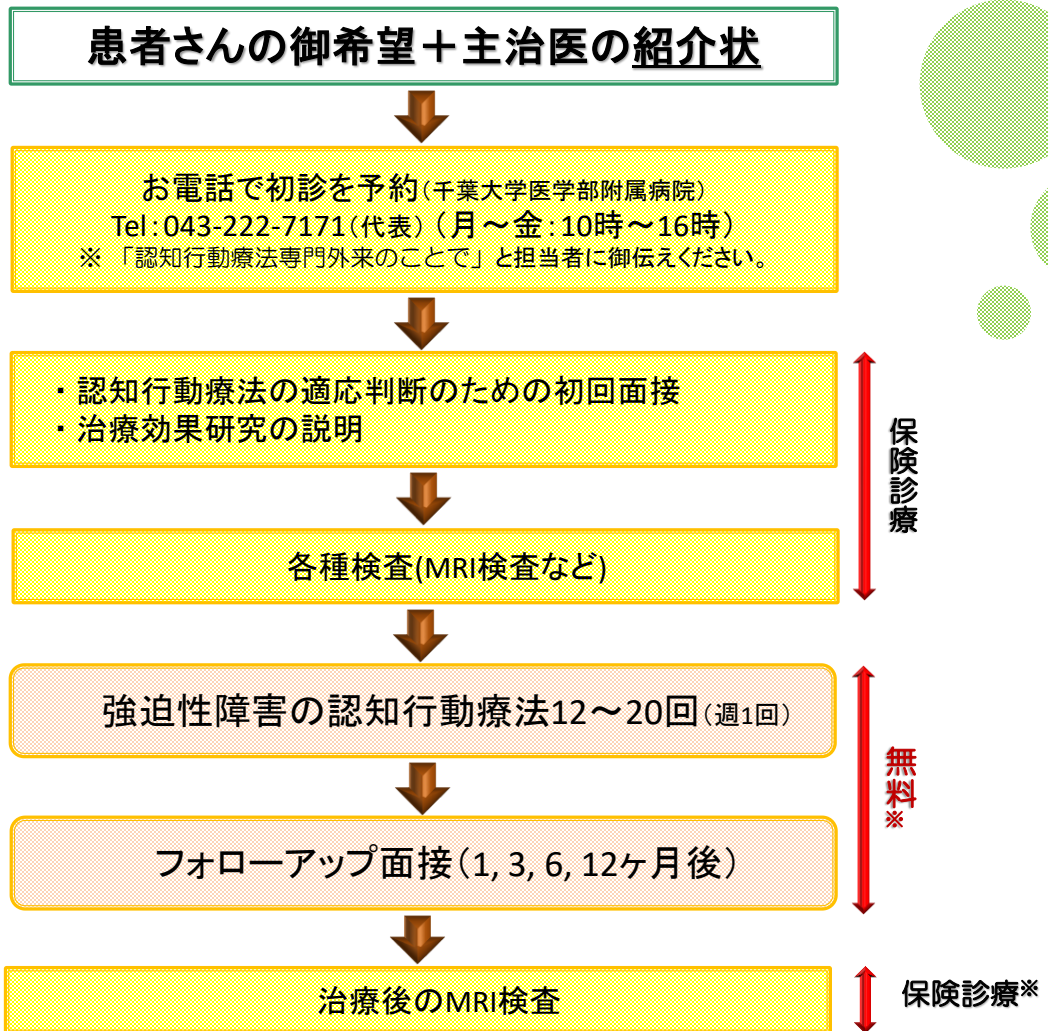 患者さんの御希望＋主治医の紹介状
お電話で初診を予約（千葉大学医学部附属病院）
Tel：043-222-7171（代表）（月～金：10時～16時）
※ 「認知行動療法専門外来のことで」と担当者に御伝えください。
・認知行動療法の適応判断のための初回面接
・治療効果研究の説明
保険診療
各種検査(MRI検査など)
強迫性障害の認知行動療法12～20回（週1回）
無料※
フォローアップ面接（1, 3, 6, 12ヶ月後）
治療後のMRI検査
保険診療※